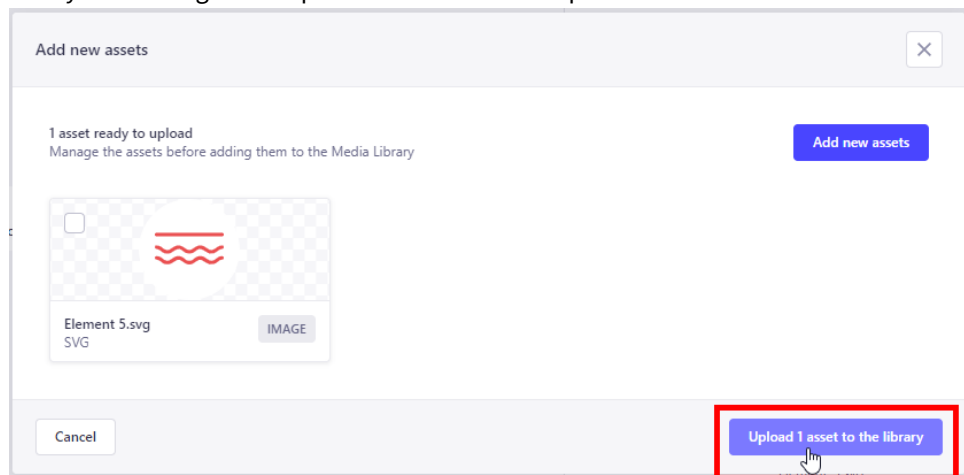 Add new assets
1 asset ready to upload
Manage the assets before adding them to the Media Library
Add new assets
Element 5.svg
SVG
IMAGE
Cancel
Upload 1 asset to the library